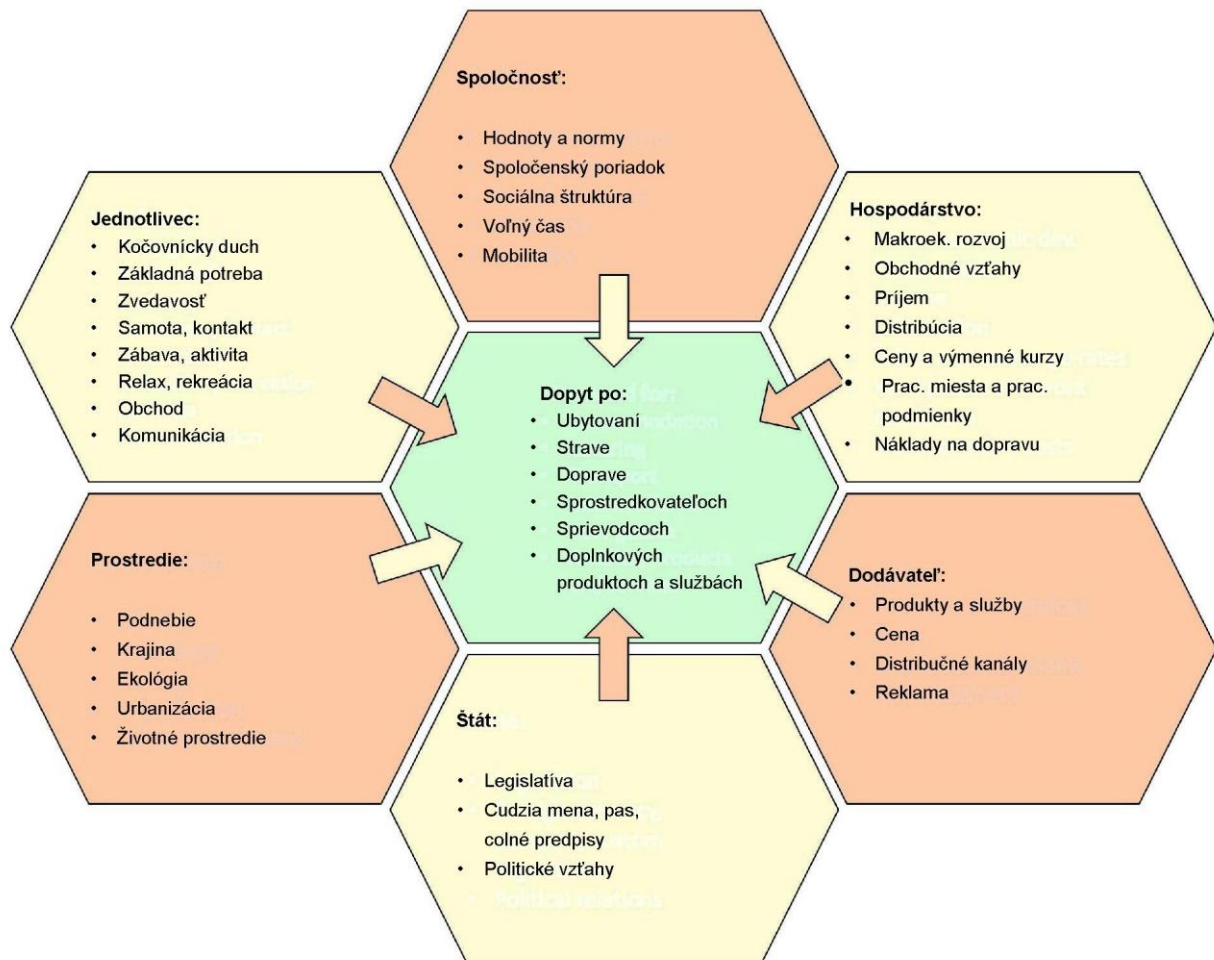 Spoločnosť:
• Hodnoty a normy
• Spoločenský poriadok
• Sociálna štruktúra
• Voľný čas
• Mobilita
Jednotlivec:
• Kočovnícky duch
• Základná potreba
• Zvedavosť
• Samota, kontakt
• Zábava, aktivita
• Relax, rekreácia
• Obchod
• Komunikácia
Hospodárstvo:
• Makroek. rozvoj
• Obchodné vzťahy
• Príjem
• Distribúcia
• Ceny a výmenné kurzy
• Prac. miesta a prac.
podmienky
• Náklady na dopravu
Dopyt po:
• Ubytovaní
• Strave
• Doprave
• Sprostredkovateľoch
• Sprievodcoch
• Doplnkových
produktoch a službách
Prostredie:
• Podnebie
• Krajina
• Ekológia
• Urbanizácia
• Životné prostredie
Dodávateľ:
• Produkty a služby
• Cena
• Distribučné kanály
• Reklama
Štát:
• Legislatíva
• Cudzia mena, pas,
colné predpisy
• Politické vzťahy
• Political relations